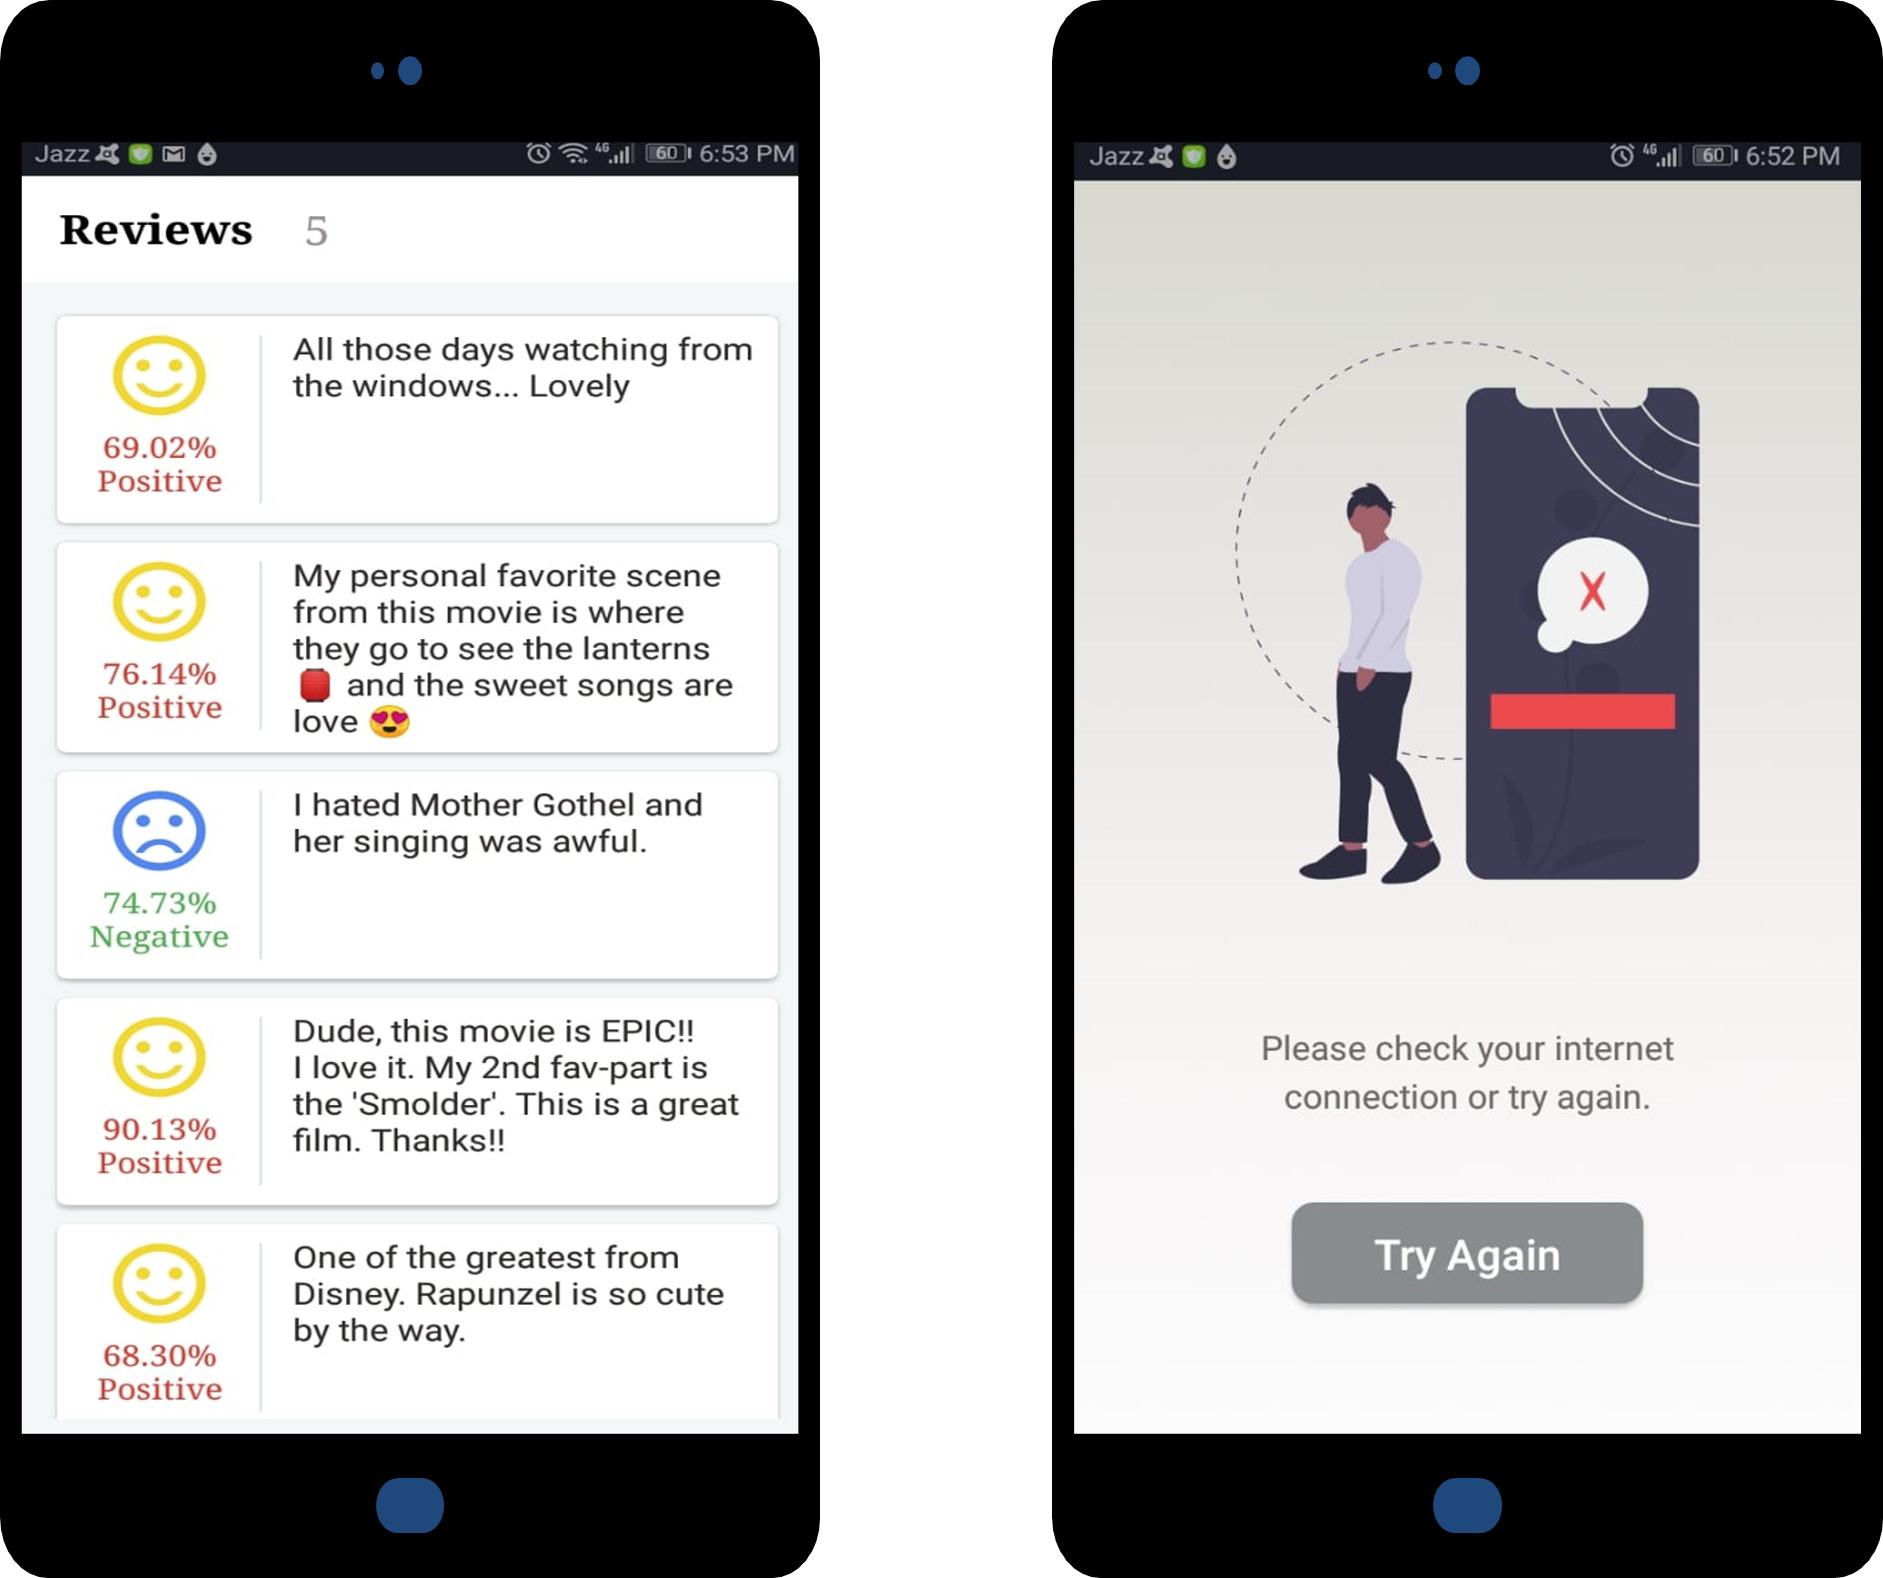 Jazz 4G 60 6:53 PM
Reviews 5
All those days watching from
the windows... Lovely
69.02%
Positive
My personal favorite scene
from this movie is where
they go to see the lanterns
🏮 and the sweet songs are
love 😍
76.14%
Positive
I hated Mother Gothel and
her singing was awful.
74.73%
Negative
Dude, this movie is EPIC!!
I love it. My 2nd fav-part is
the 'Smolder'. This is a great
film. Thanks!!
90.13%
Positive
One of the greatest from
Disney. Rapunzel is so cute
by the way.
68.30%
Positive
Jazz 4G 60 6:52 PM
X
Please check your internet
connection or try again.
Try Again